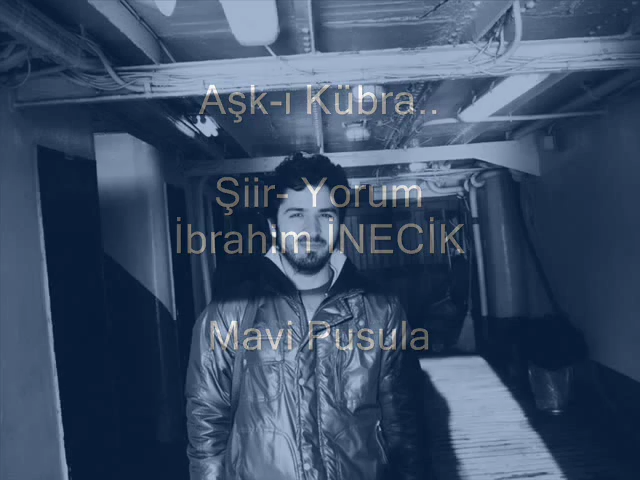 Aşk-ı Kübra..
Şiir- Yorum
İbrahim İNECİK
Mavi Pusula